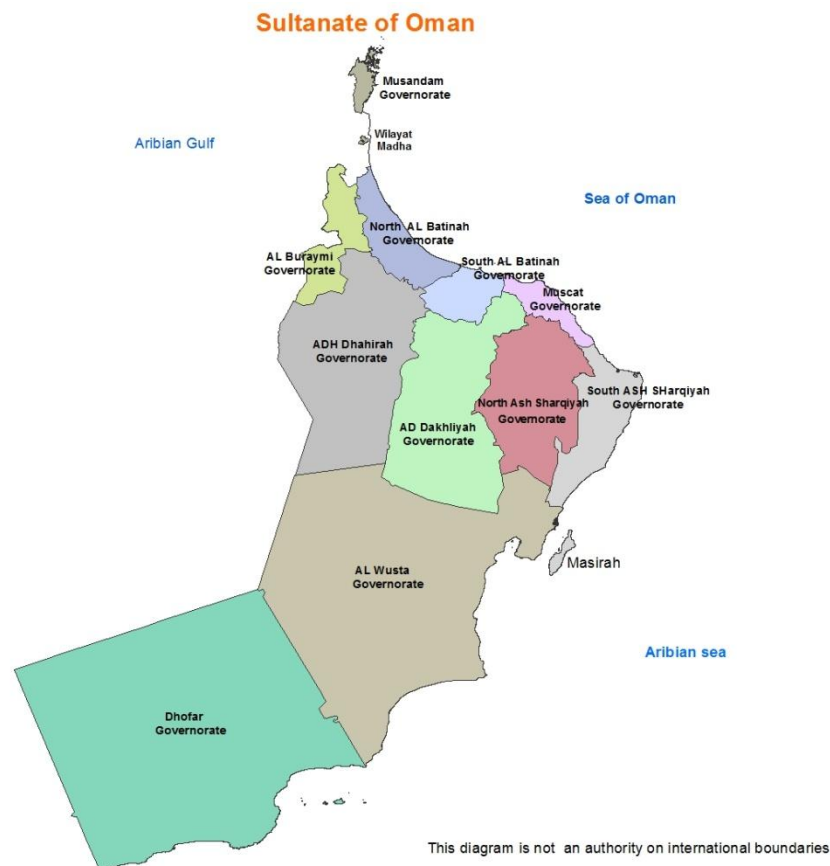 Sultanate of Oman
Musandam
Governorate
Wilayat
Madha
Aribian Gulf
Sea of Oman
North AL Batinah
Governorate
AL Buraymi
Governorate
South AL Batinah
Governorate
Muscat
Governorate
ADH Dhahirah
Governorate
South ASH SHarqiyah
Governorate
North Ash Sharqiyah
Governorate
AD Dakhliyah
Governorate
Masirah
AL Wusta
Governorate
Aribian sea
Dhofar
Governorate
This diagram is not an authority on international boundaries